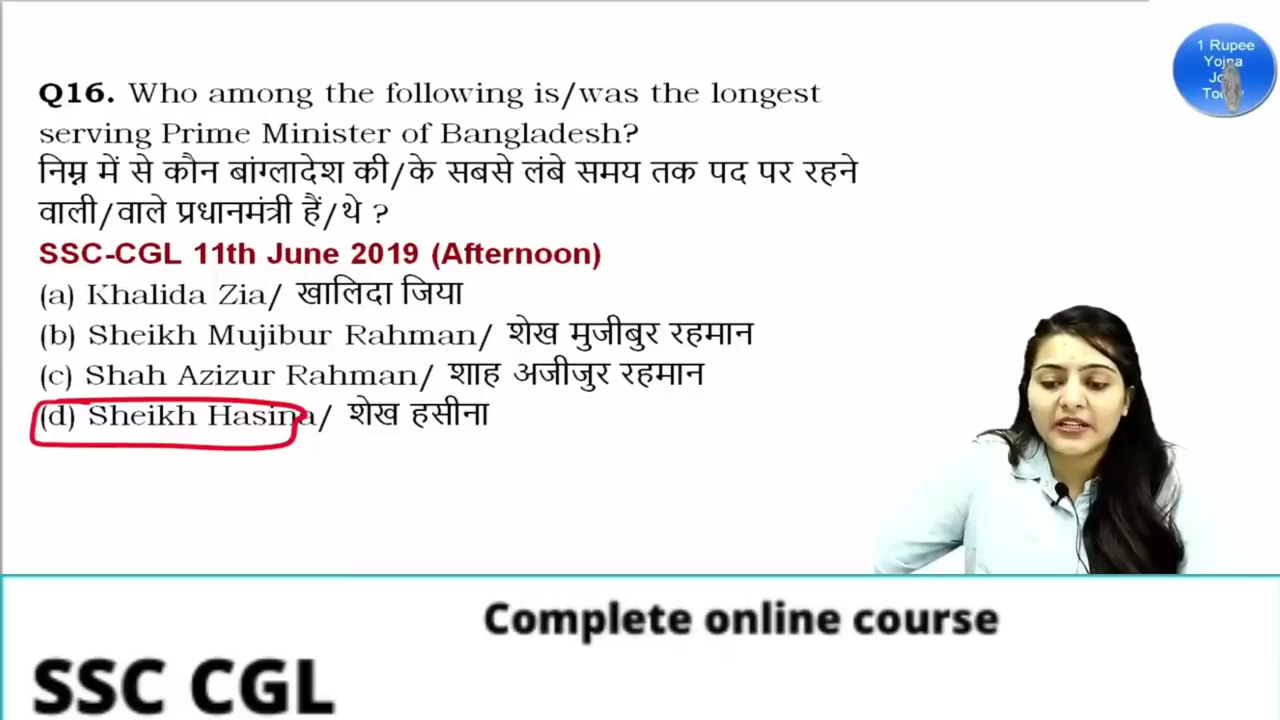 1 Rupee
Yojna
Q16. Who among the following is/was the longest
serving Prime Minister of Bangladesh?
निम्न में से कौन बांग्लादेश की/के सबसे लंबे समय तक पद पर रहने
वाली/वाले प्रधानमंत्री हैं/थे ?
SSC-CGL 11th June 2019 (Afternoon)
(a) Khalida Zia/ खालिदा जिया
(b) Sheikh Mujibur Rahman/ शेख मुजीबुर रहमान
(c) Shah Azizur Rahman/ शाह अजीजुर रहमान
(d) Sheikh Hasina/ शेख हसीना
Complete online course
SSC CGL